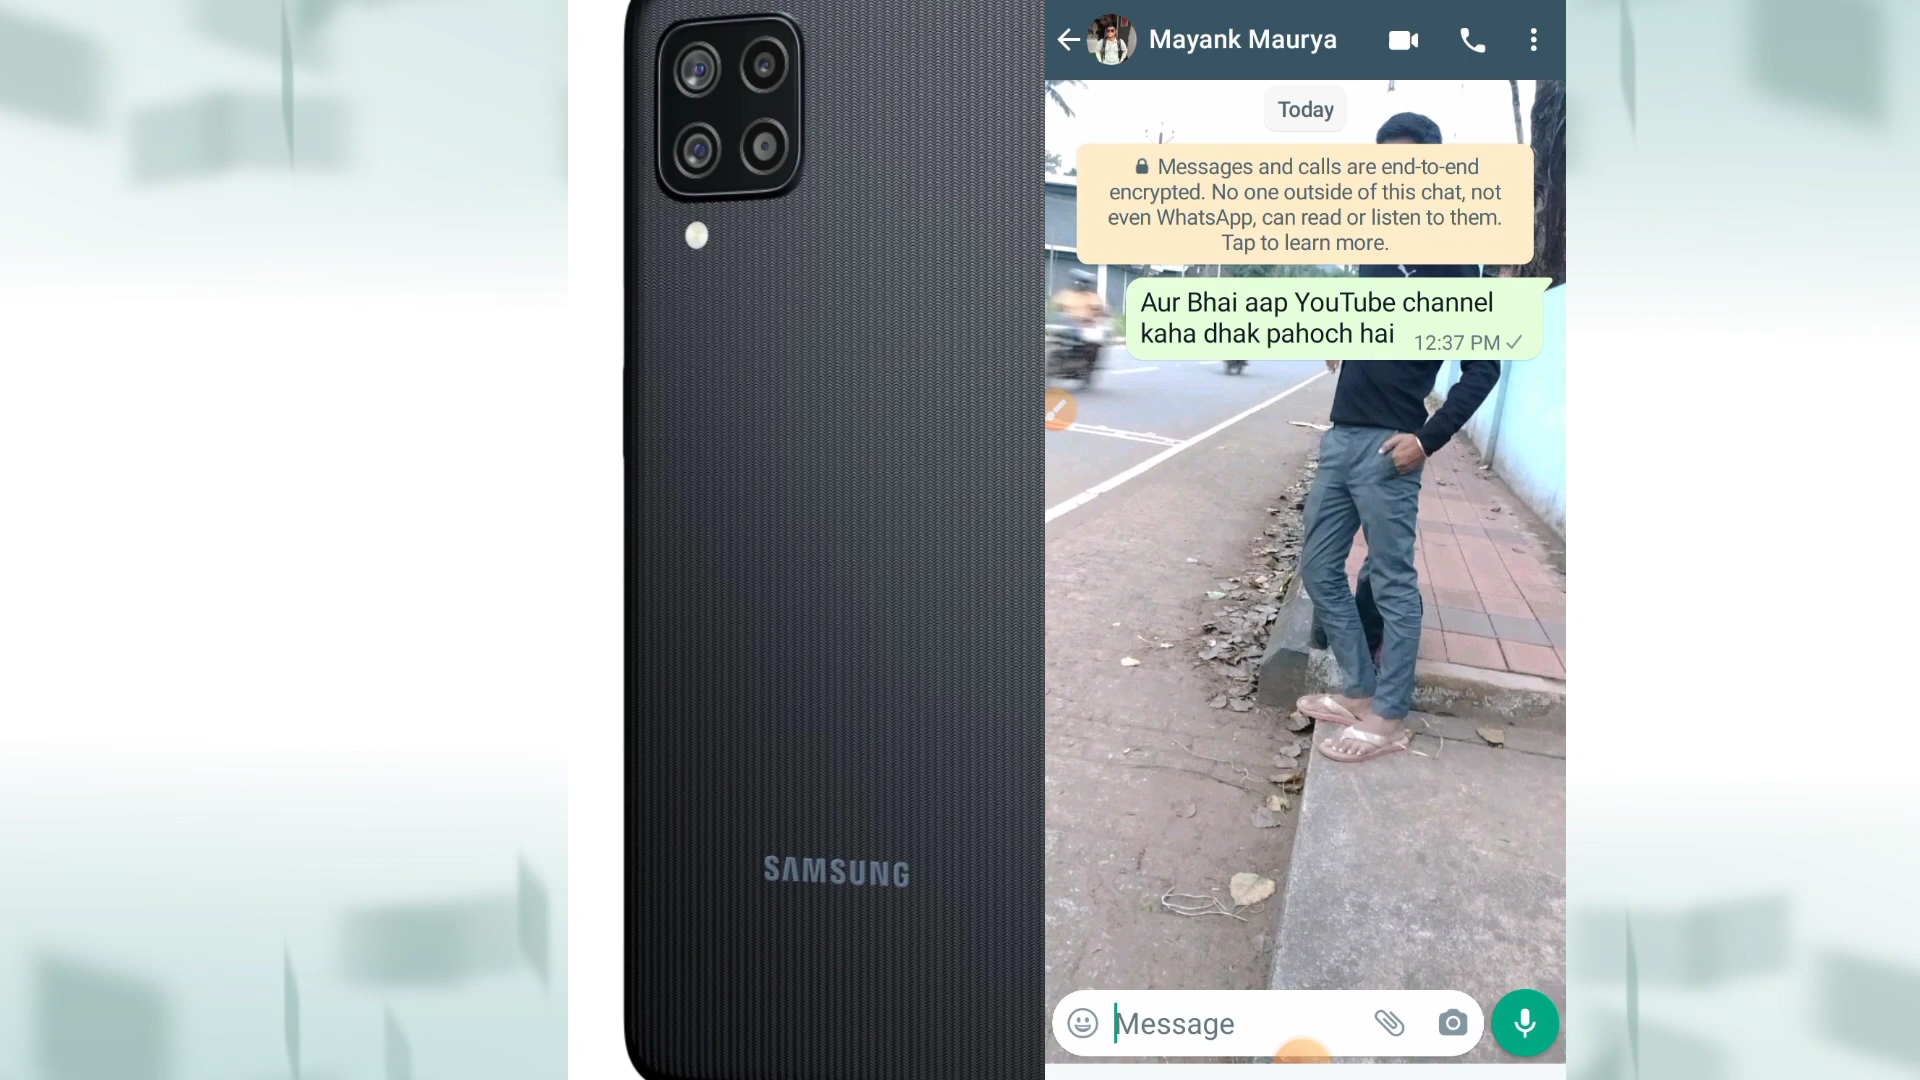 SAMSUNG
Mayank Maurya
Today
Messages and calls are end-to-end
encrypted. No one outside of this chat, not
even WhatsApp, can read or listen to them.
Tap to learn more.
Aur Bhai aap YouTube channel
kaha dhak pahoch hai 12:37 PM
Message